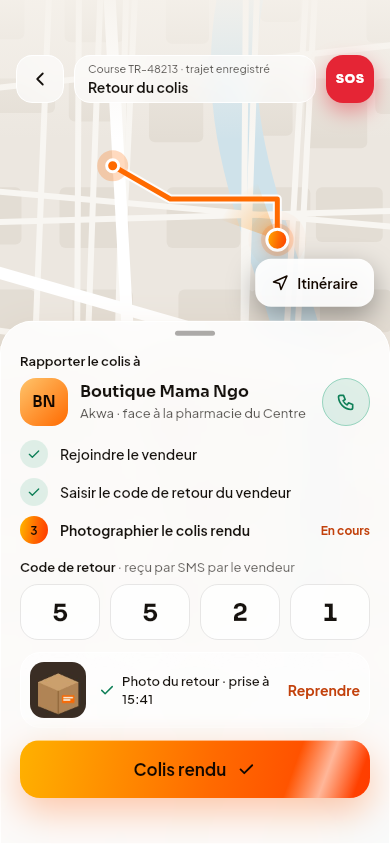 Course TR-48213 · trajet enregistré
Retour du colis
SOS
Itinéraire
Rapporter le colis à
BN
Boutique Mama Ngo
Akwa · face à la pharmacie du Centre
Rejoindre le vendeur
Saisir le code de retour du vendeur
3 Photographier le colis rendu En cours
Code de retour · reçu par SMS par le vendeur
5 5 2 1
Photo du retour · prise à
15:41
Reprendre
Colis rendu